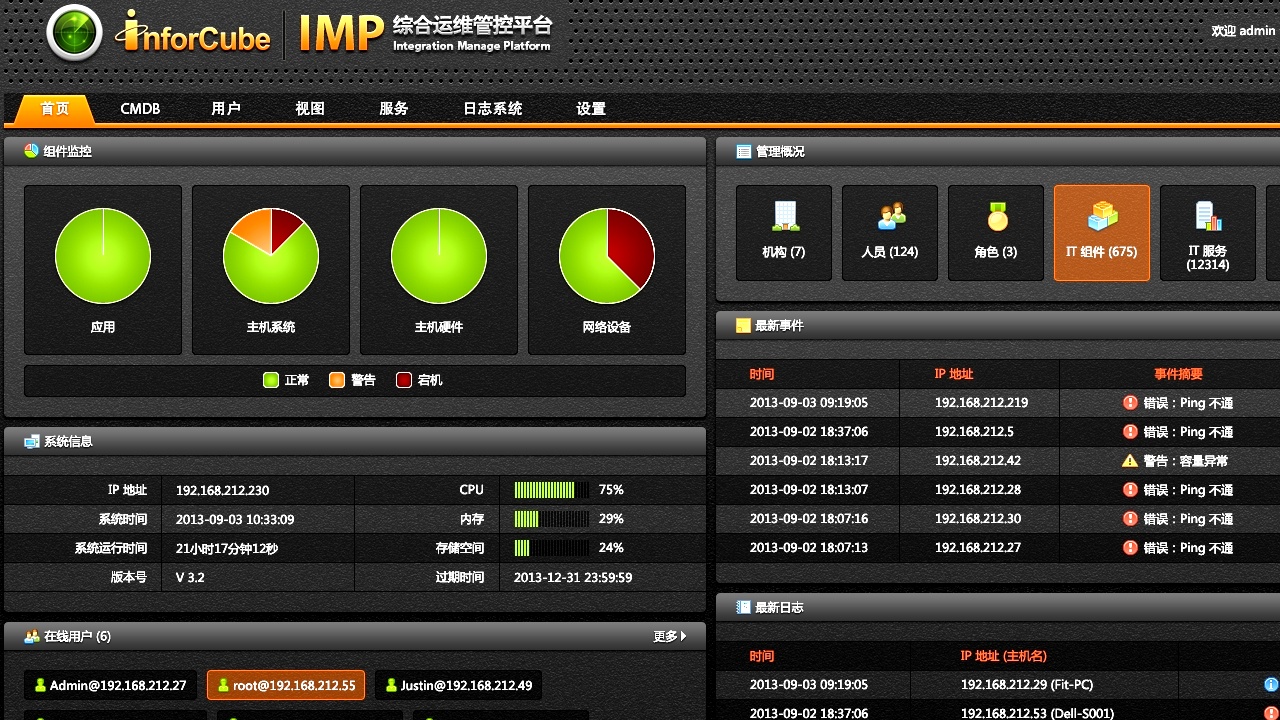 inforCube
IMP
综合运维管控平台
Integration Manage Platform
欢迎 admin
首页 CMDB 用户 视图 服务 日志系统 设置
组件监控
应用 主机系统 主机硬件 网络设备
正常 警告 宕机
系统信息
IP 地址 192.168.212.230 CPU 75%
系统时间 2013-09-03 10:33:09 内存 29%
系统运行时间 21小时17分钟12秒 存储空间 24%
版本号 V 3.2 过期时间 2013-12-31 23:59:59
在线用户 (6) 更多
Admin@192.168.212.27 root@192.168.212.55 Justin@192.168.212.49
管理概况
机构 (7) 人员 (124) 角色 (3) IT 组件 (675) IT 服务 (12314)
最新事件
时间 IP 地址 事件摘要
2013-09-03 09:19:05 192.168.212.219 错误：Ping 不通
2013-09-02 18:37:06 192.168.212.5 错误：Ping 不通
2013-09-02 18:13:17 192.168.212.42 警告：容量异常
2013-09-02 18:13:07 192.168.212.28 错误：Ping 不通
2013-09-02 18:07:16 192.168.212.30 错误：Ping 不通
2013-09-02 18:07:13 192.168.212.27 错误：Ping 不通
最新日志
时间 IP 地址 (主机名)
2013-09-03 09:19:05 192.168.212.29 (Fit-PC)
2013-09-02 18:37:06 192.168.212.53 (Dell-S001)